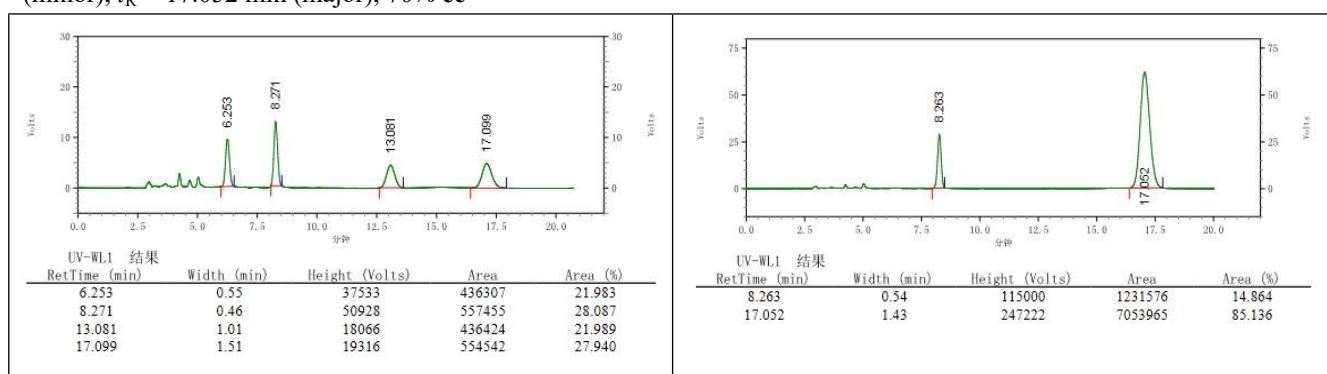 (minor), tR = 17.052 min (major), 70% ee
30
20
10
0
Volts
6.253
8.271
13.081
17.099
30
20
10
0
Volts
0.0 2.5 5.0 7.5 10.0 12.5 15.0 17.5 20.0
分钟
UV-WL1 结果
RetTime (min) Width (min) Height (Volts) Area Area (%)
6.253 0.55 37533 436307 21.983
8.271 0.46 50928 557455 28.087
13.081 1.01 18066 436424 21.989
17.099 1.51 19316 554542 27.940
75
50
25
0
Volts
8.263
17.052
75
50
25
0
Volts
0.0 2.5 5.0 7.5 10.0 12.5 15.0 17.5 20.0
分钟
UV-WL1 结果
RetTime (min) Width (min) Height (Volts) Area Area (%)
8.263 0.54 115000 1231576 14.864
17.052 1.43 247222 7053965 85.136